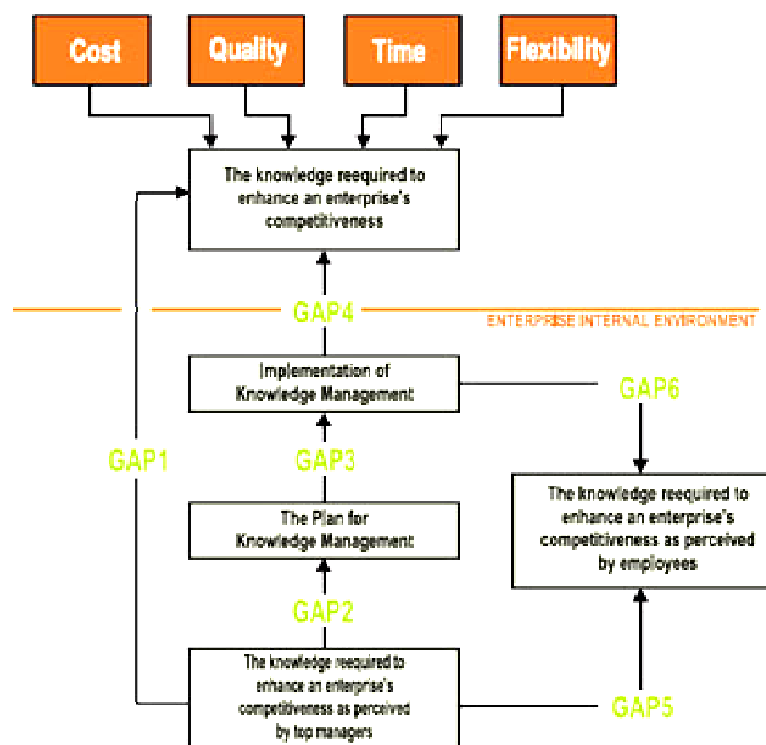 Cost
Quality
Time
Flexibility
The knowledge reequired to
enhance an enterprise's
competitiveness
GAP4
ENTERPRISE INTERNAL ENVIRONMENT
Implementation of
Knowledge Management
GAP6
GAP1
GAP3
The knowledge reequired to
enhance an enterprise's
competitiveness as perceived
by employees
The Plan for
Knowledge Management
GAP2
The knowledge reequired to
enhance an enterprise's
competitiveness as perceived
by top managers
GAP5